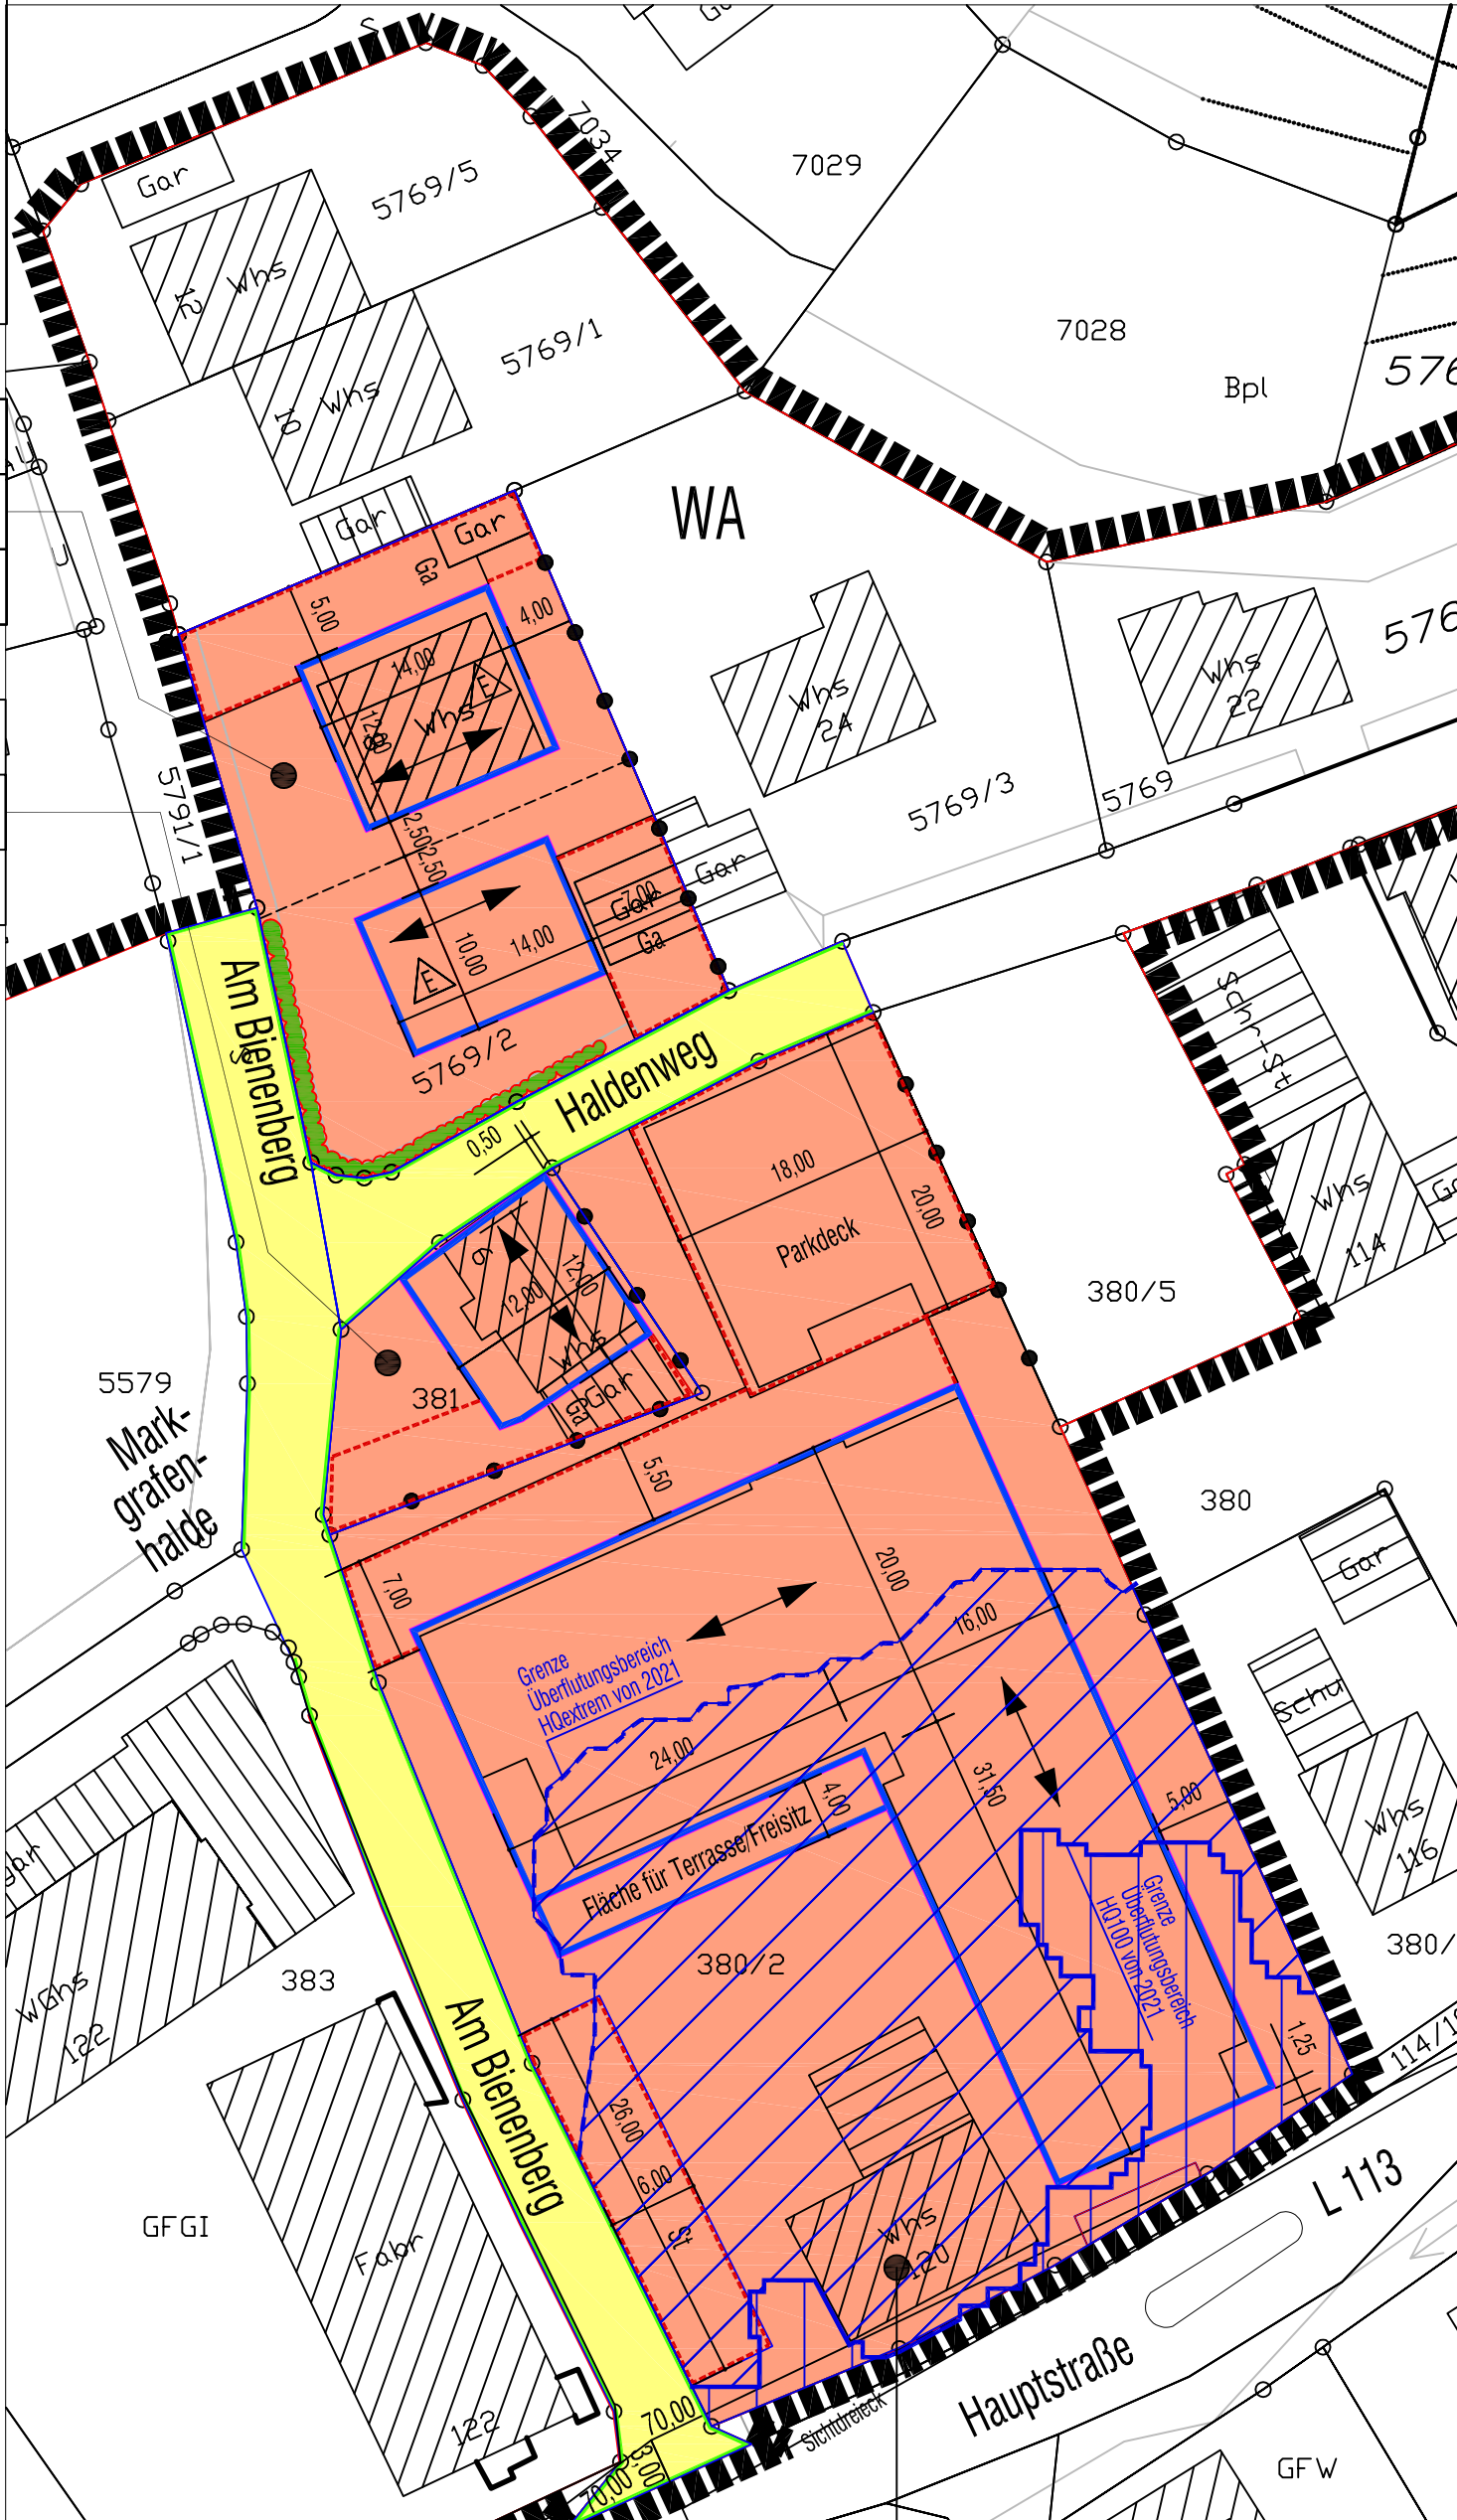 Gar
5769/5
7034
7029
Whs
12
5769/1
7028
Whs
10
Bpl
WA
Gar
Gar
Ga
5,00
4,00
14,00
E
Whs
12,00
8
Whs
24
Whs
22
5791/1
5769/3
5769
2,50
2,50
Gar
7,00
Gar
Ga
10,00
14,00
E
5769/2
Am Bienenberg
Haldenweg
0,50
Schr-St
18,00
20,00
Parkdeck
Whs
114
380/5
9
12,00
12,00
Whs
Gar
Ga
381
5579
Mark-
grafen-
halde
5,50
380
7,00
20,00
Gar
16,00
Grenze
Überflutungsbereich
HQextrem von 2021
24,00
31,50
5,00
4,00
Fläche für Terrasse/Freisitz
Schu
Whs
116
Grenze
Überflutungsbereich
HQ100 von 2021
380/2
380/
383
WGhs
122
Am Bienenberg
26,00
6,00
St
1,25
114/1
L 113
Whs
120
GFGI
Fabr
122
Hauptstraße
Sichtdreieck
70,00
3,00
70,00
GFW